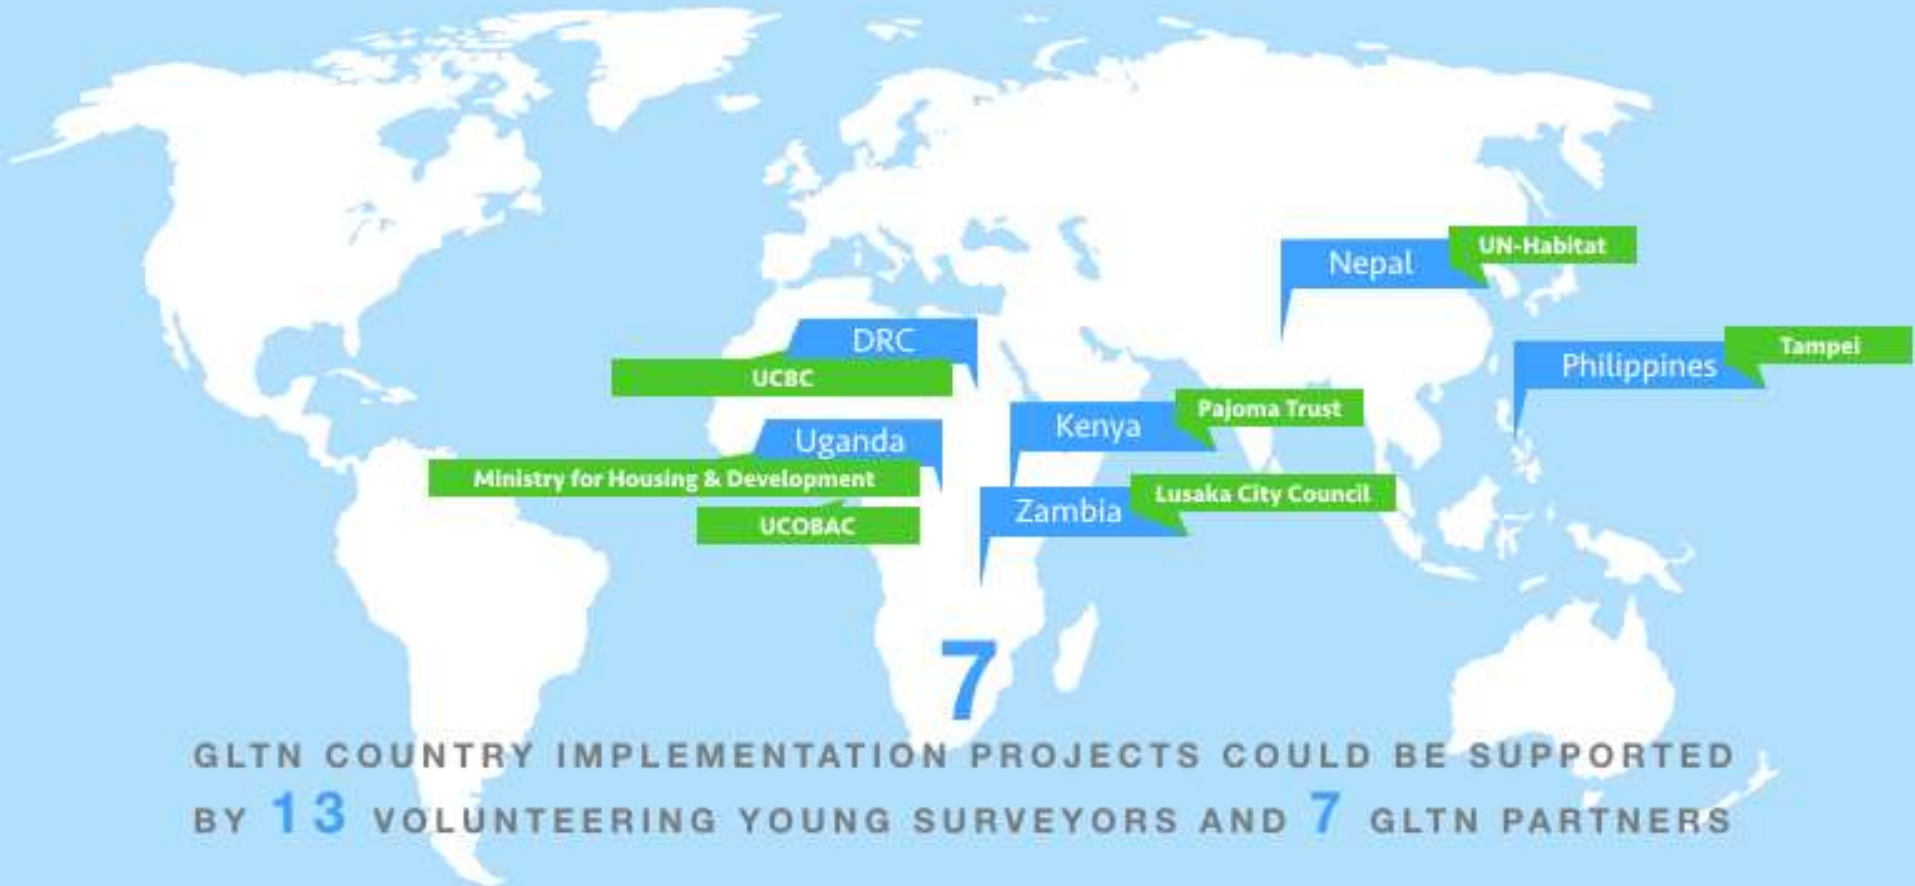 Nepal
UN-Habitat
DRC
UCBC
Philippines
Tampei
Kenya
Pajoma Trust
Uganda
Ministry for Housing & Development
UCOBAC
Zambia
Lusaka City Council
7
GLTN COUNTRY IMPLEMENTATION PROJECTS COULD BE SUPPORTED
BY 13 VOLUNTEERING YOUNG SURVEYORS AND 7 GLTN PARTNERS